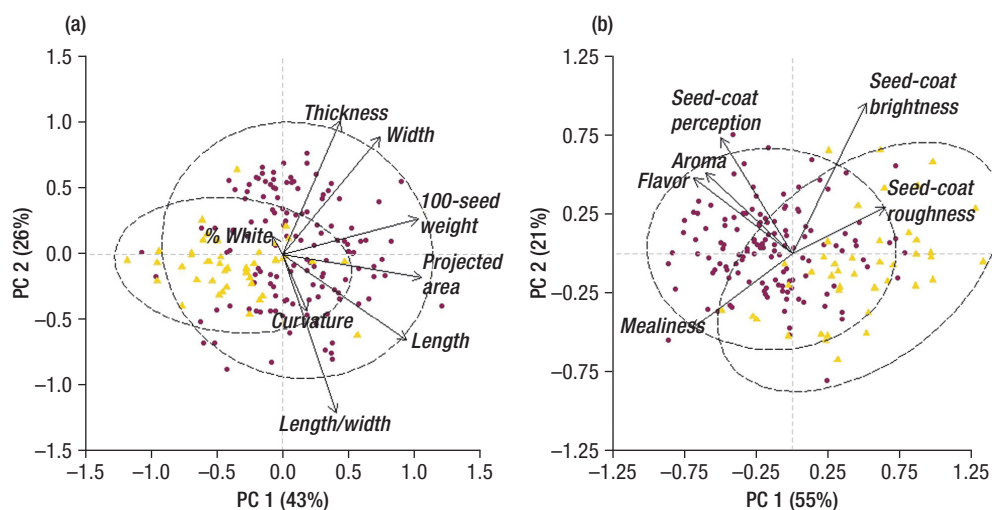 (a)
1.5
1.0
0.5
0.0
−0.5
−1.0
−1.5
PC 2 (26%)
Thickness
Width
100-seed
weight
% White
Projected
area
Curvature
Length
Length/width
−1.5
−1.0
−0.5
0.0
0.5
1.0
1.5
PC 1 (43%)
(b)
1.25
0.75
0.25
−0.25
−0.75
−1.25
PC 2 (21%)
Seed-coat
perception
Seed-coat
brightness
Aroma
Flavor
Seed-coat
roughness
Mealiness
−1.25
−0.75
−0.25
0.25
0.75
1.25
PC 1 (55%)